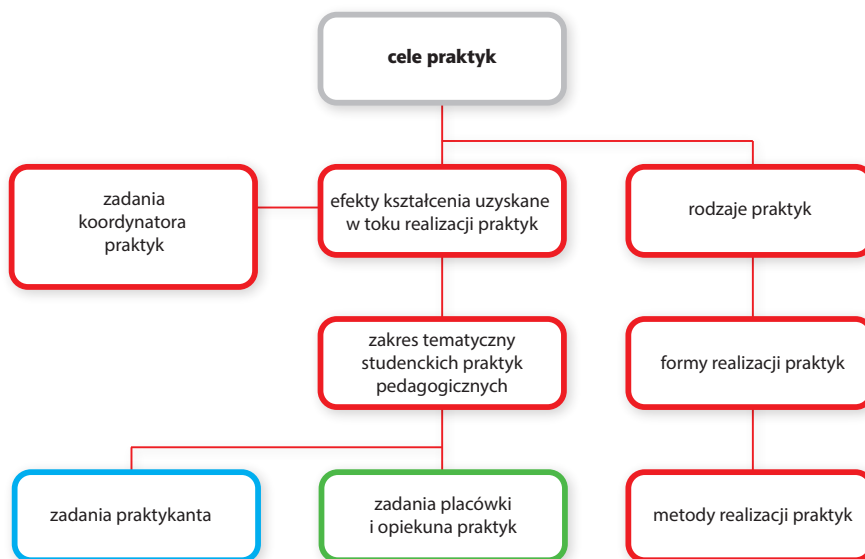 cele praktyk
zadania
koordynatora
praktyk
efekty kształcenia uzyskane
w toku realizacji praktyk
rodzaje praktyk
zakres tematyczny
studenckich praktyk
pedagogicznych
formy realizacji praktyk
zadania praktykanta
zadania placówki
i opiekuna praktyk
metody realizacji praktyk